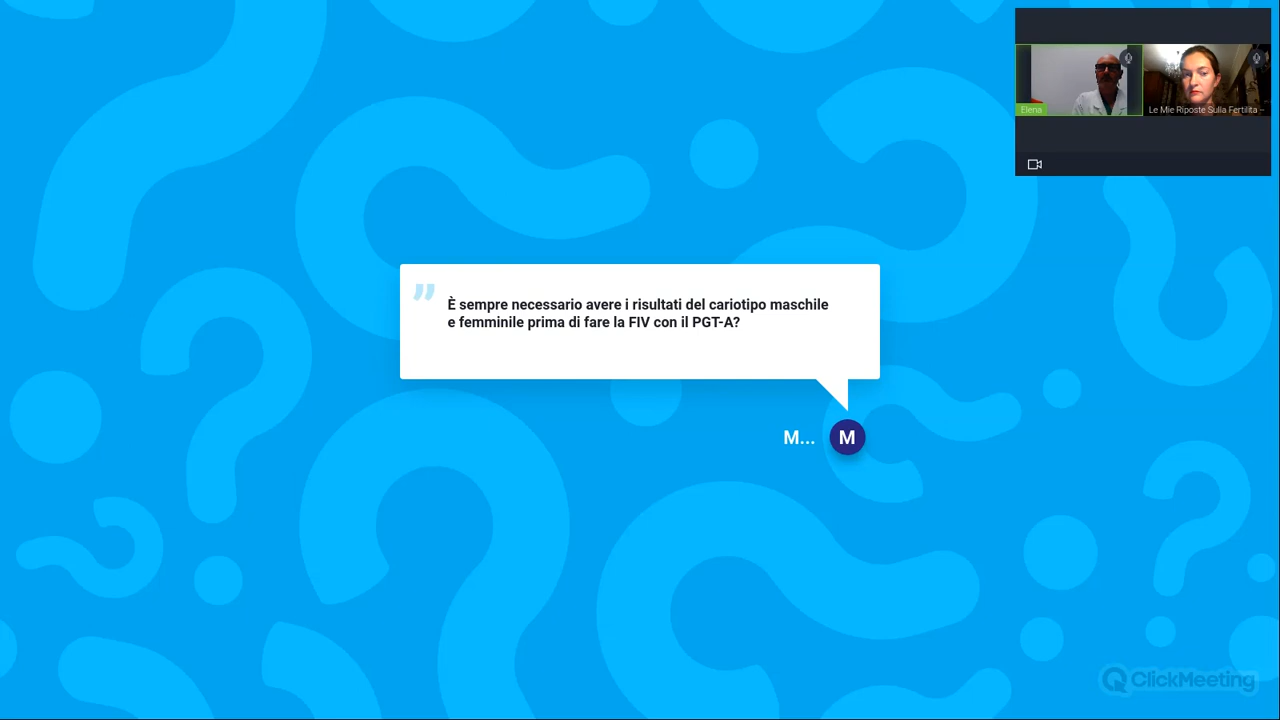 Elena
Le Mie Riposte Sulla Fertilita –
È sempre necessario avere i risultati del cariotipo maschile
e femminile prima di fare la FIV con il PGT-A?
M...
M
ClickMeeting